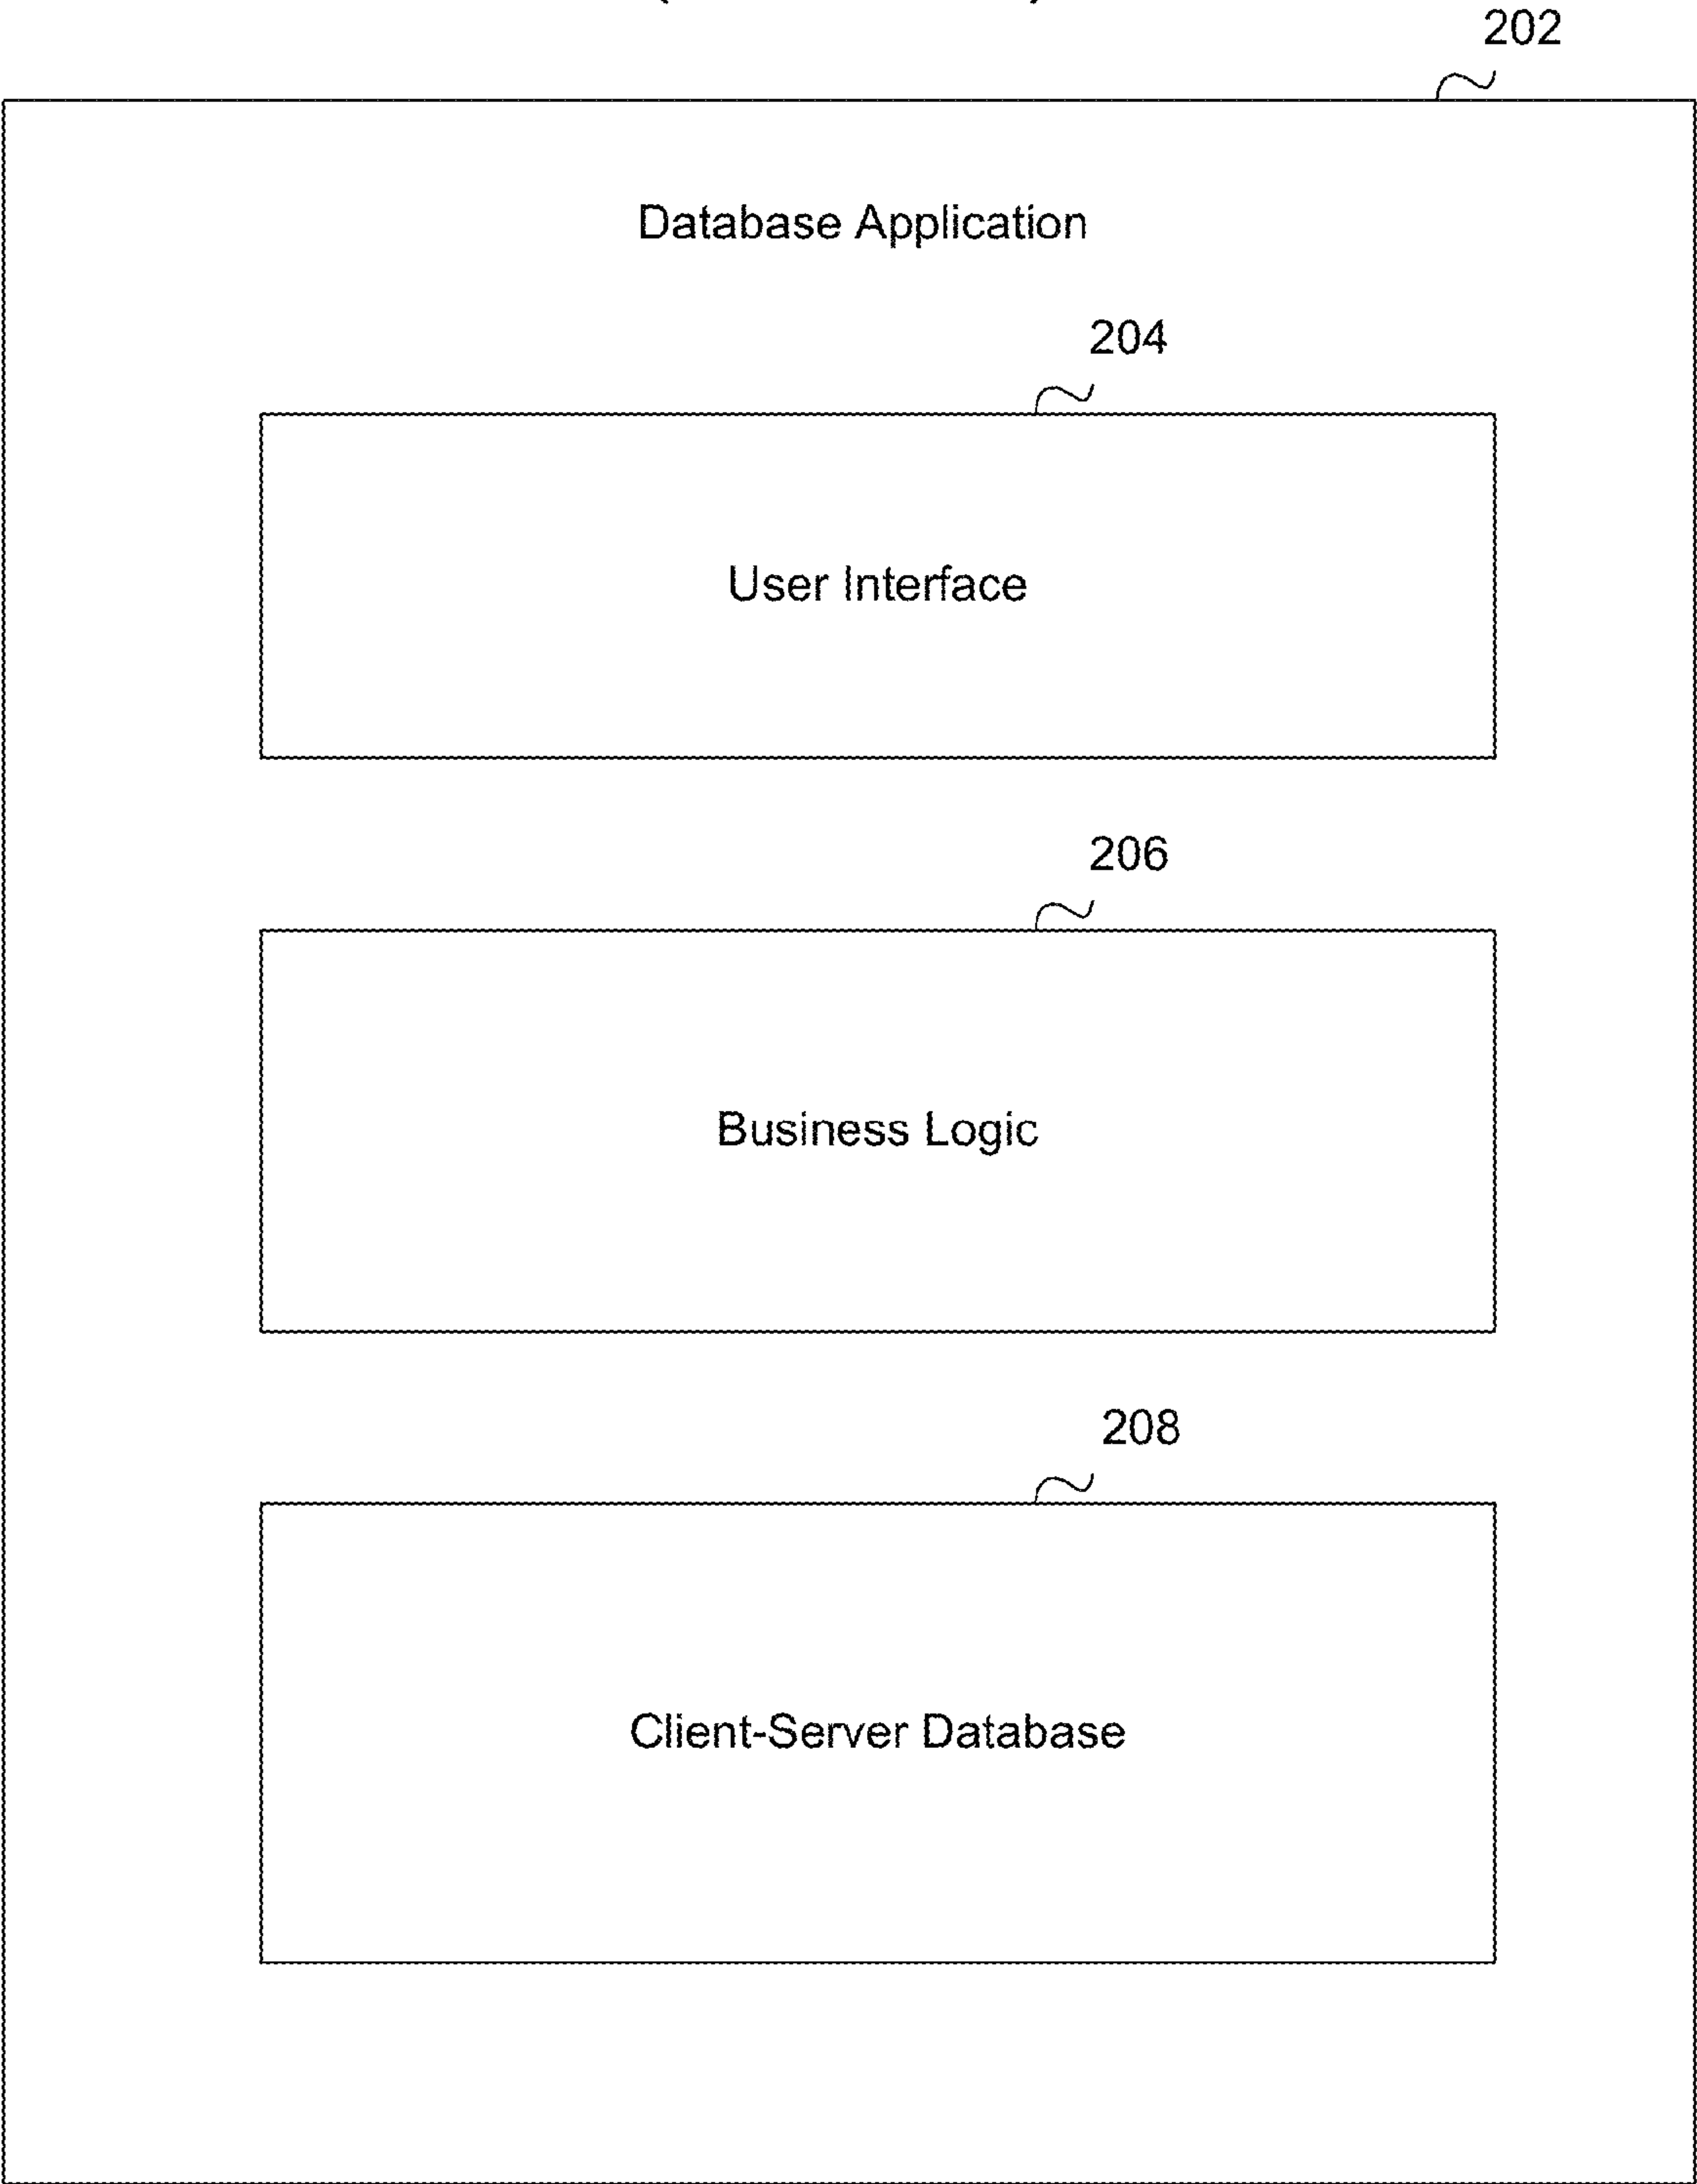 202
Database Application
204
User Interface
206
Business Logic
208
Client-Server Database